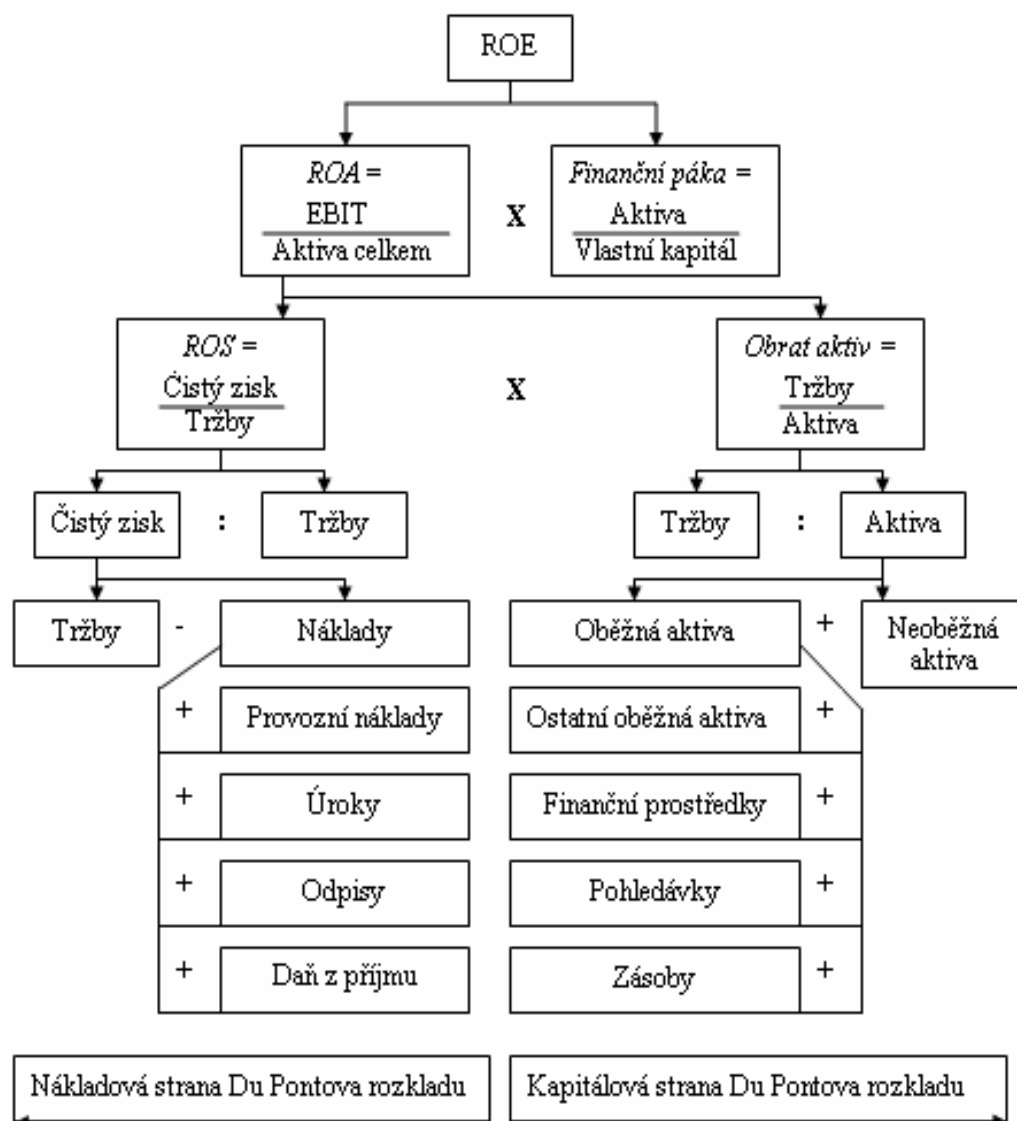 ROE
ROA =
EBIT
Aktiva celkem
X
Finanční páka =
Aktiva
Vlastní kapitál
ROS =
Čistý zisk
Tržby
X
Obrat aktiv =
Tržby
Aktiva
Čistý zisk : Tržby
Tržby : Aktiva
Tržby - Náklady
Oběžná aktiva + Neoběžná
aktiva
+ Provozní náklady
Ostatní oběžná aktiva +
+ Úroky
Finanční prostředky +
+ Odpisy
Pohledávky +
+ Daň z příjmu
Zásoby +
Nákladová strana Du Pontova rozkladu
Kapitálová strana Du Pontova rozkladu